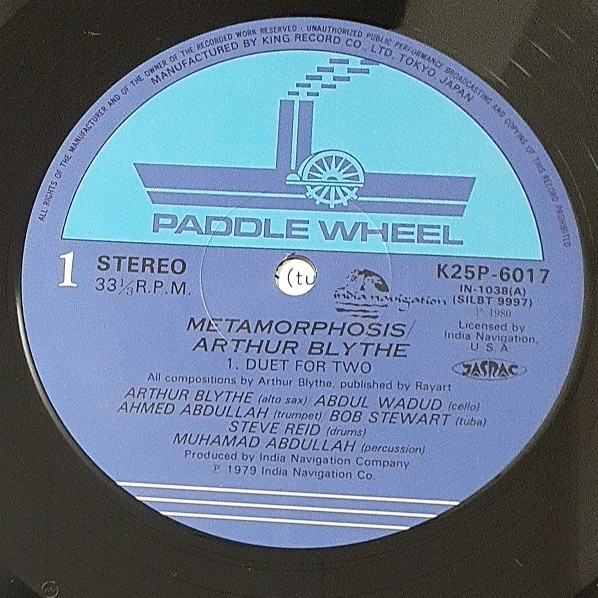 ALL RIGHTS OF THE MANUFACTURER AND OF THE OWNER OF THE RECORDED WORK RESERVED · UNAUTHORIZED PUBLIC PERFORMANCE BROADCASTING AND COPYING OF THIS RECORD PROHIBITED
MANUFACTURED BY KING RECORD CO., LTD. TOKYO, JAPAN
PADDLE WHEEL
1 STEREO
33⅓R.P.M.
(tu
india navigation
K25P-6017
IN-1038(A)
(SILBT 9997)
℗ 1980
Licensed by
India Navigation,
U.S.A
JASRAC
METAMORPHOSIS/
ARTHUR BLYTHE
1. DUET FOR TWO
All compositions by Arthur Blythe, published by Rayart
ARTHUR BLYTHE (alto sax)/ABDUL WADUD (cello)
AHMED ABDULLAH (trumpet)/BOB STEWART (tuba)
STEVE REID (drums)
MUHAMAD ABDULLAH (percussion)
Produced by India Navigation Company
℗ 1979 India Navigation Co.